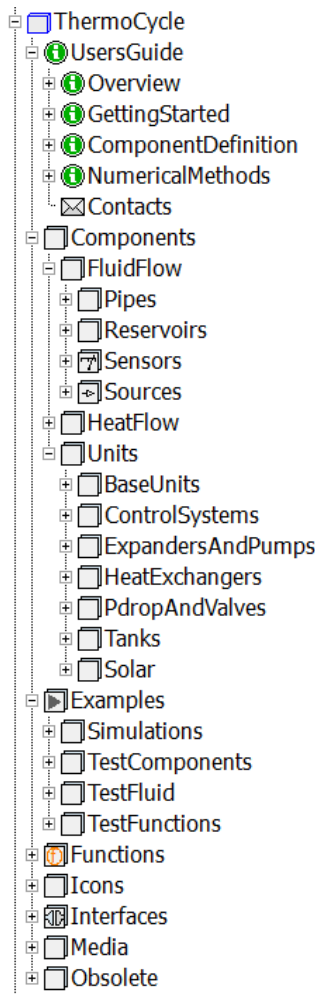 ThermoCycle
UsersGuide
Overview
GettingStarted
ComponentDefinition
NumericalMethods
Contacts
Components
FluidFlow
Pipes
Reservoirs
Sensors
Sources
HeatFlow
Units
BaseUnits
ControlSystems
ExpandersAndPumps
HeatExchangers
PdropAndValves
Tanks
Solar
Examples
Simulations
TestComponents
TestFluid
TestFunctions
Functions
Icons
Interfaces
Media
Obsolete